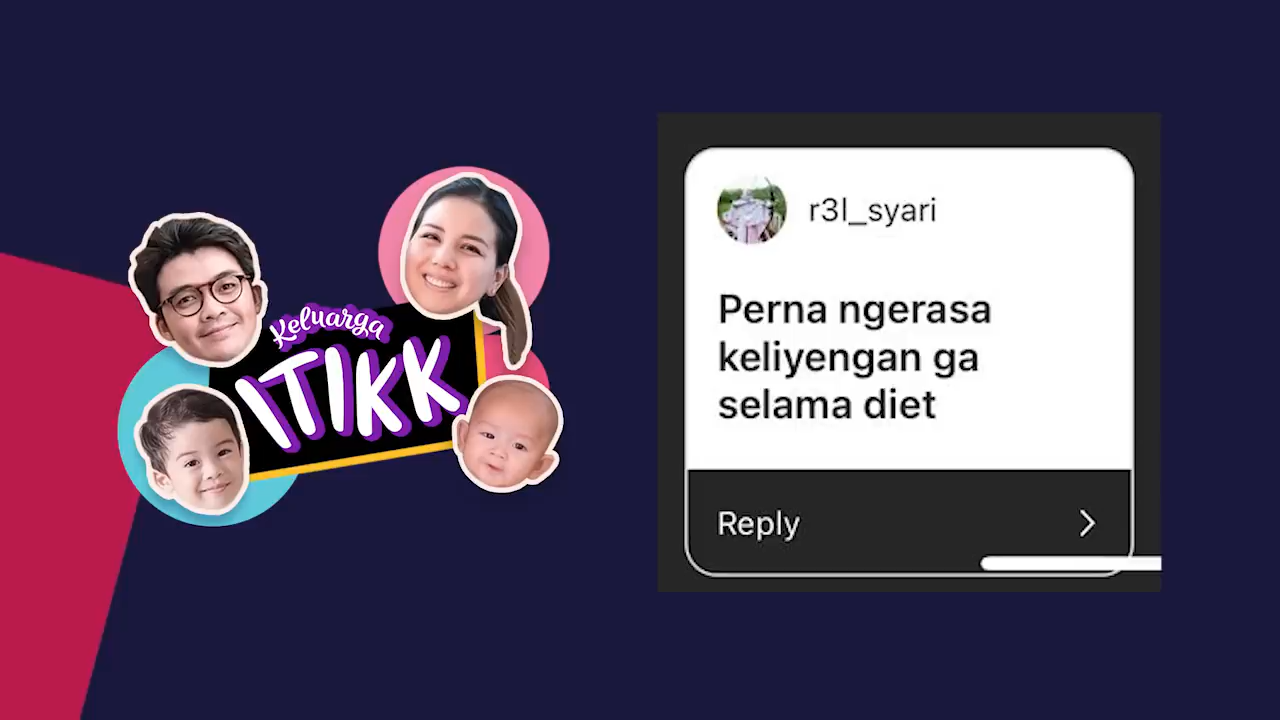 Keluarga
ITIKK
r3l_syari
Perna ngerasa
keliyengan ga
selama diet
Reply